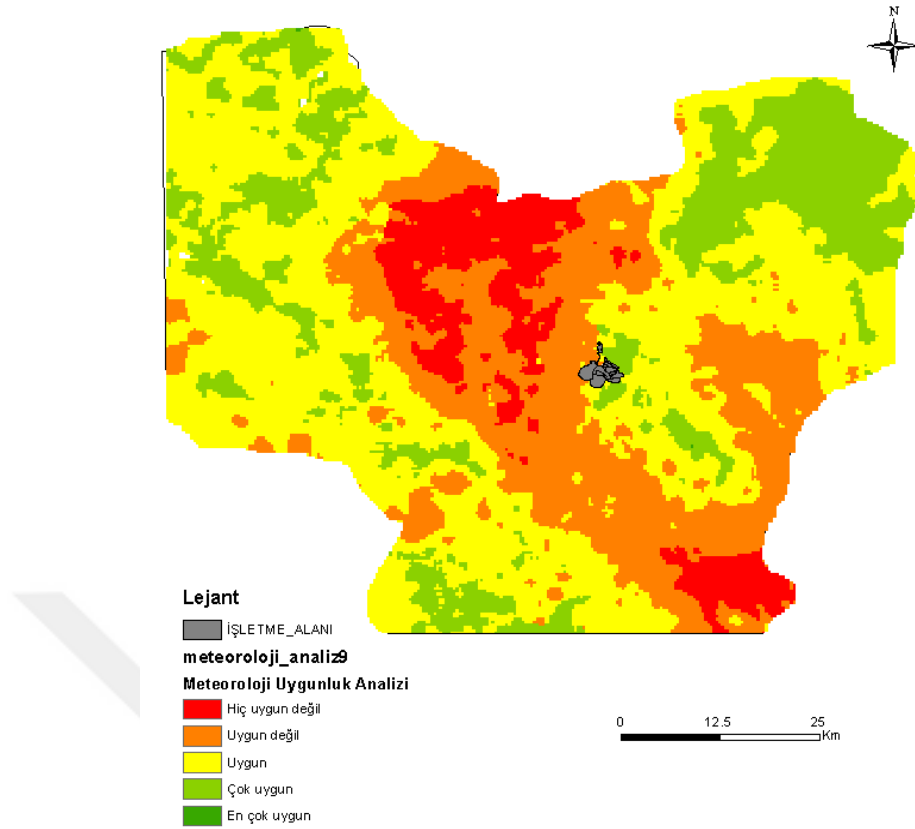 N
Lejant
İŞLETME_ALANI
meteoroloji_analiz9
Meteoroloji Uygunluk Analizi
Hiç uygun değil
Uygun değil
Uygun
Çok uygun
En çok uygun
0 12.5 25
Km